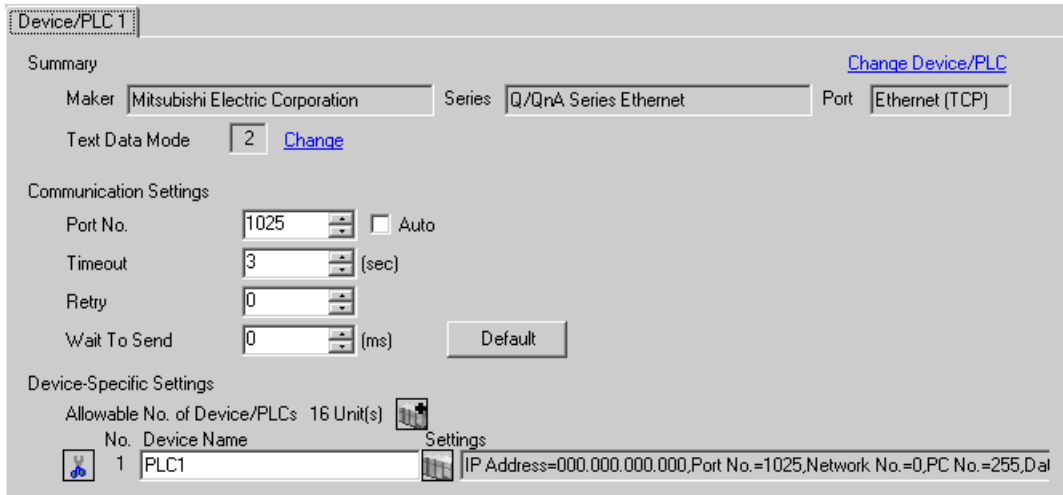 Device/PLC 1
Summary Change Device/PLC
Maker Mitsubishi Electric Corporation Series Q/QnA Series Ethernet Port Ethernet (TCP)
Text Data Mode 2 Change
Communication Settings
Port No. 1025 Auto
Timeout 3 (sec)
Retry 0
Wait To Send 0 (ms) Default
Device-Specific Settings
Allowable No. of Device/PLCs 16 Unit(s)
No. Device Name Settings
1 PLC1 IP Address=000.000.000.000,Port No.=1025,Network No.=0,PC No.=255,